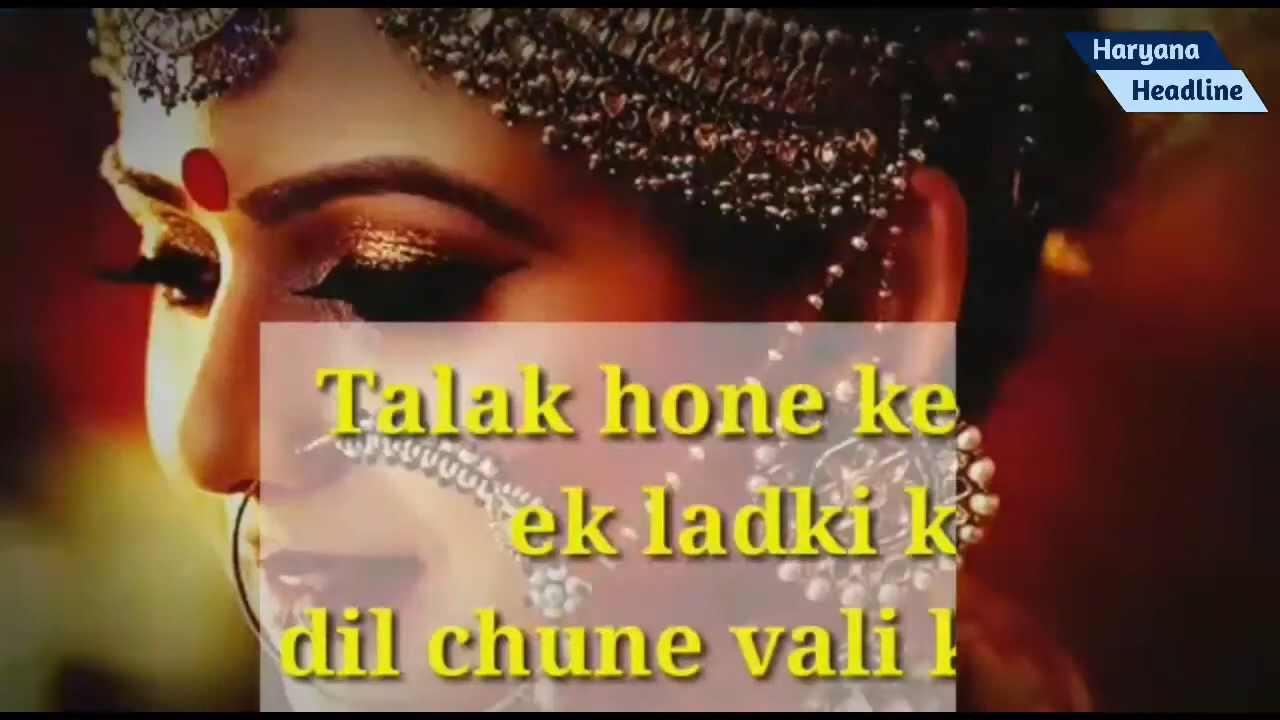 Haryana
Headline
Talak hone ke
ek ladki k
dil chune vali